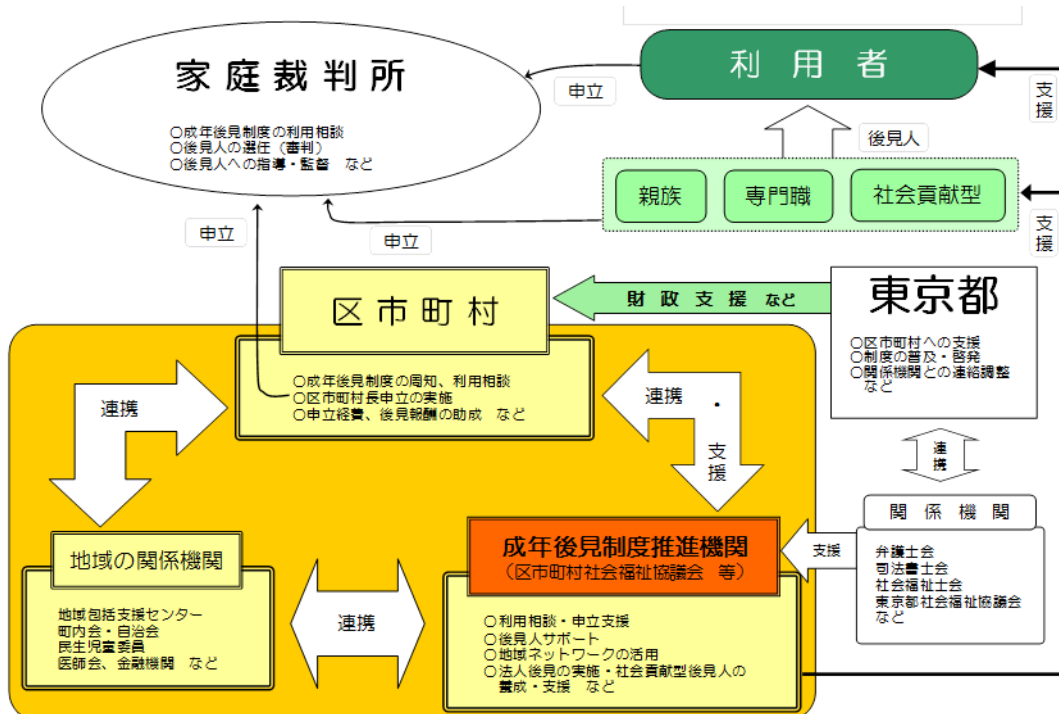 家庭裁判所
○成年後見制度の利用相談
○後見人の選任（審判）
○後見人への指導・監督　など
申立
利用者
支援
後見人
親族
専門職
社会貢献型
支援
申立
申立
区市町村
○成年後見制度の周知、利用相談
○区市町村長申立の実施
○申立経費、後見報酬の助成　など
財政支援 など
東京都
○区市町村への支援
○制度の普及・啓発
○関係機関との連絡調整
など
連携
連携・支援
連携
関係機関
弁護士会
司法書士会
社会福祉士会
東京都社会福祉協議会
など
支援
地域の関係機関
地域包括支援センター
町内会・自治会
民生児童委員
医師会、金融機関　など
連携
成年後見制度推進機関
（区市町村社会福祉協議会　等）
○利用相談・申立支援
○後見人サポート
○地域ネットワークの活用
○法人後見の実施・社会貢献型後見人の
養成・支援　など